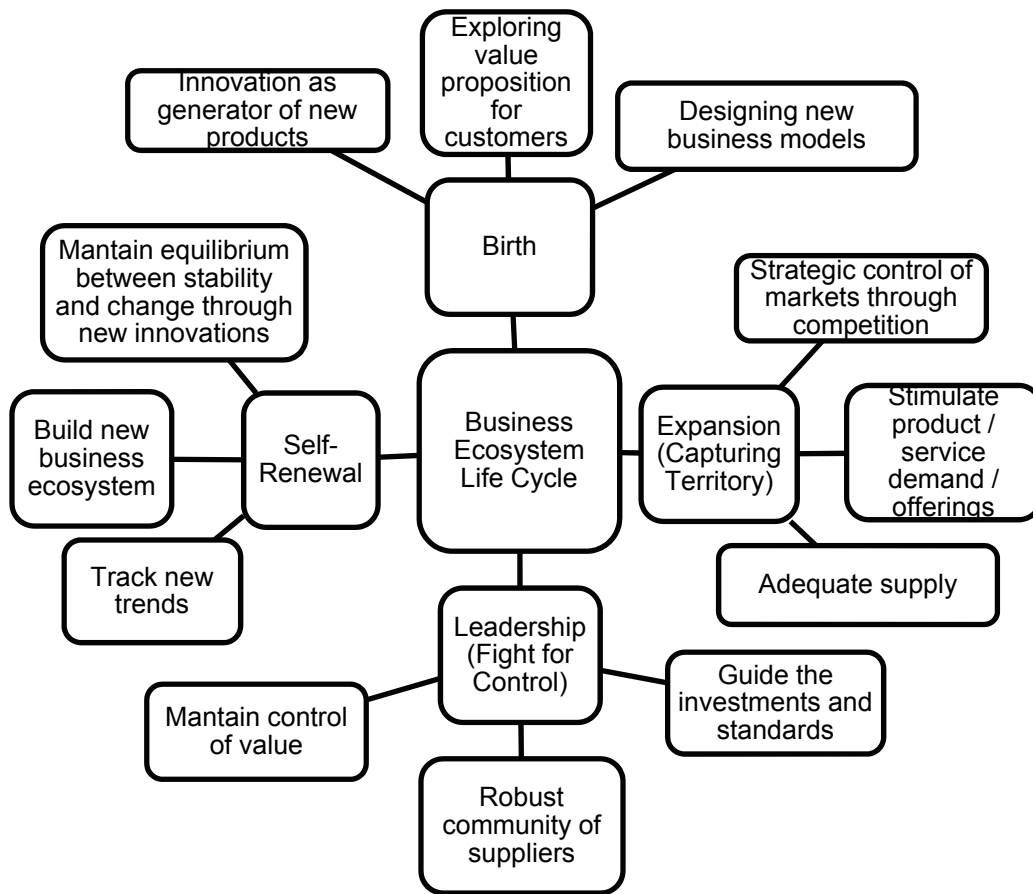 Exploring
value
proposition
for
customers
Innovation as
generator of new
products
Designing new
business models
Birth
Mantain equilibrium
between stability
and change through
new innovations
Strategic control of
markets through
competition
Build new
business
ecosystem
Self-
Renewal
Business
Ecosystem
Life Cycle
Expansion
(Capturing
Territory)
Stimulate
product /
service
demand /
offerings
Track new
trends
Adequate supply
Leadership
(Fight for
Control)
Mantain control
of value
Guide the
investments and
standards
Robust
community of
suppliers